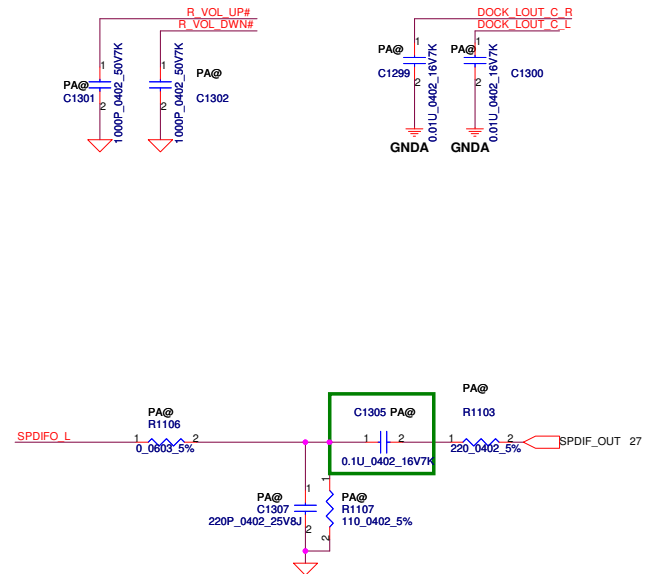 R_VOL_UP#
R_VOL_DWN#
DOCK_LOUT_C_R
DOCK_LOUT_C_L
1
PA@
C1301
2
1000P_0402_50V7K
1
PA@
C1302
2
1000P_0402_50V7K
1
PA@
C1299
2
0.01U_0402_16V7K
GNDA
1
PA@
C1300
2
0.01U_0402_16V7K
GNDA
SPDIFO_L
PA@
R1106
1
2
0_0603_5%
C1305 PA@
1
2
0.1U_0402_16V7K
PA@
R1103
1
2
220_0402_5%
SPDIF_OUT 27
1
PA@
C1307
220P_0402_25V8J
2
1
PA@
R1107
110_0402_5%
2